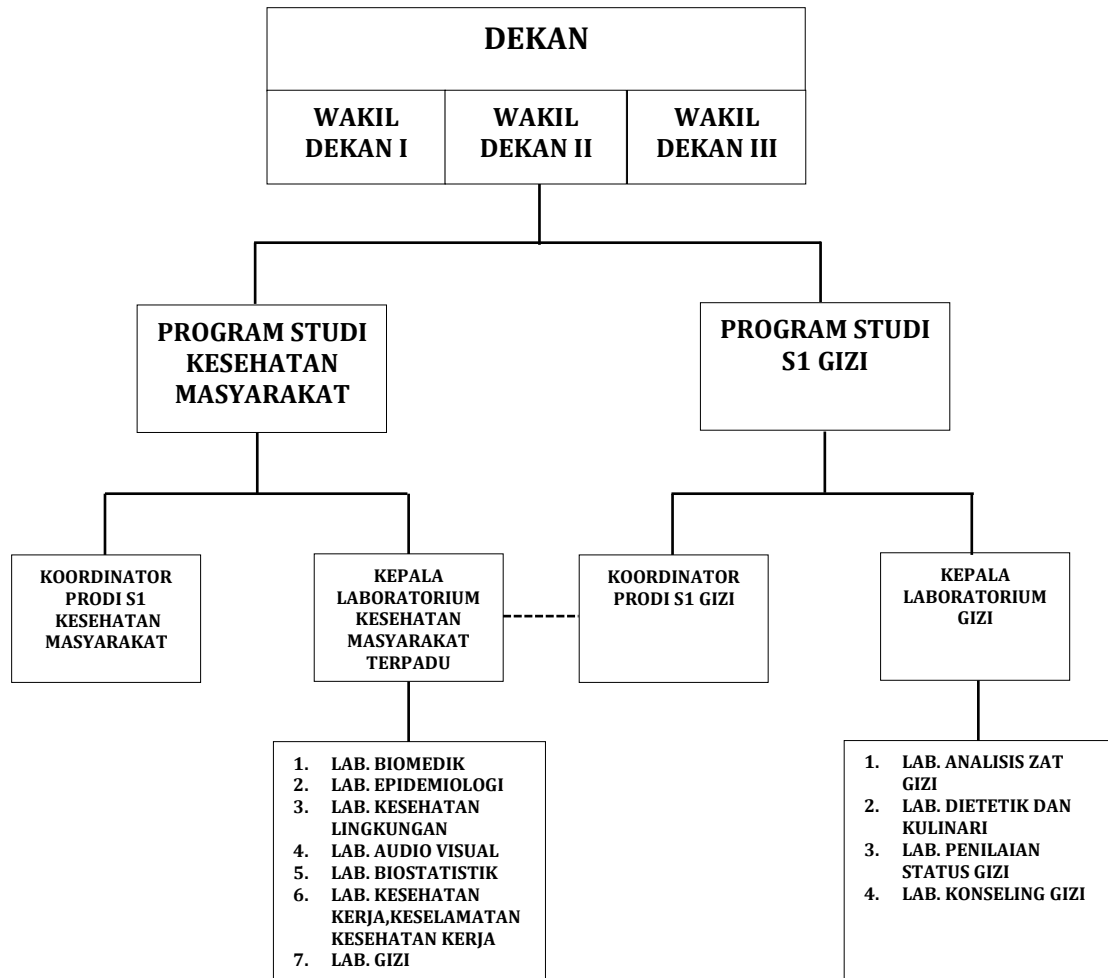 DEKAN
WAKIL
DEKAN I
WAKIL
DEKAN II
WAKIL
DEKAN III
PROGRAM STUDI
KESEHATAN
MASYARAKAT
PROGRAM STUDI
S1 GIZI
KOORDINATOR
PRODI S1
KESEHATAN
MASYARAKAT
KEPALA
LABORATORIUM
KESEHATAN
MASYARAKAT
TERPADU
KOORDINATOR
PRODI S1 GIZI
KEPALA
LABORATORIUM
GIZI
1. LAB. BIOMEDIK
2. LAB. EPIDEMIOLOGI
3. LAB. KESEHATAN
LINGKUNGAN
4. LAB. AUDIO VISUAL
5. LAB. BIOSTATISTIK
6. LAB. KESEHATAN
KERJA,KESELAMATAN
KESEHATAN KERJA
7. LAB. GIZI
1. LAB. ANALISIS ZAT
GIZI
2. LAB. DIETETIK DAN
KULINARI
3. LAB. PENILAIAN
STATUS GIZI
4. LAB. KONSELING GIZI